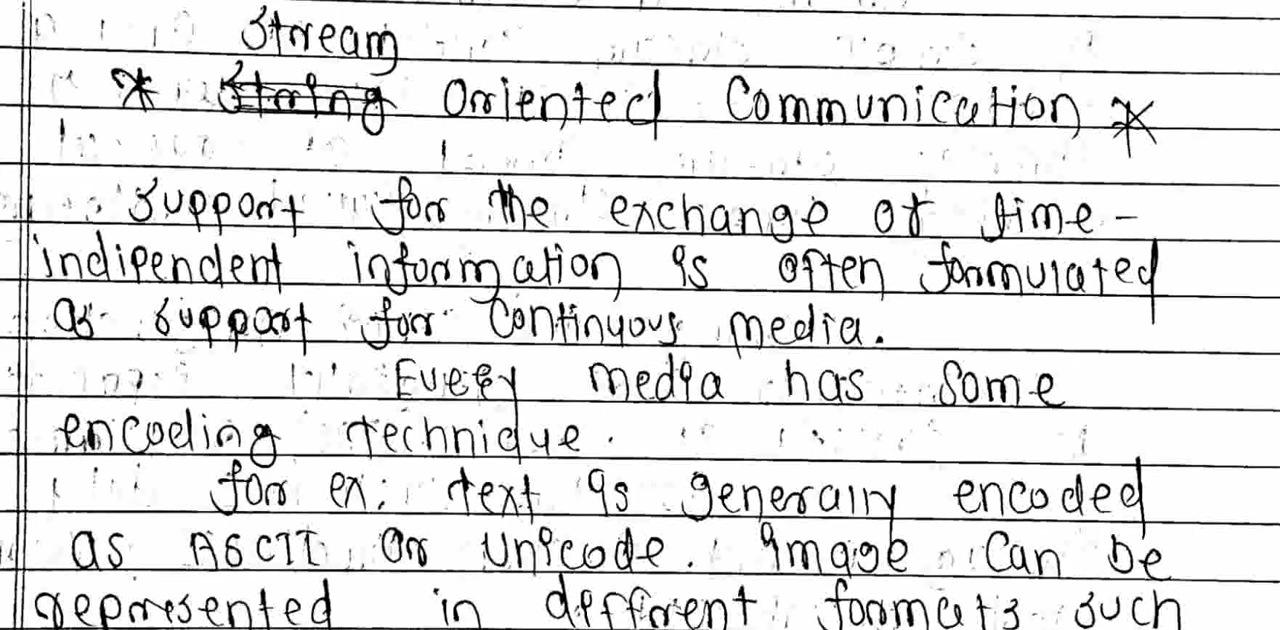 Stream
* String Oriented Communication *
Support for the exchange of time-
indipendent information is often formulated
as support for continuous media.
Every media has some
encoding technique.
for ex: text is generally encoded
as ASCII or Unicode. Image can be
represented in different formats such